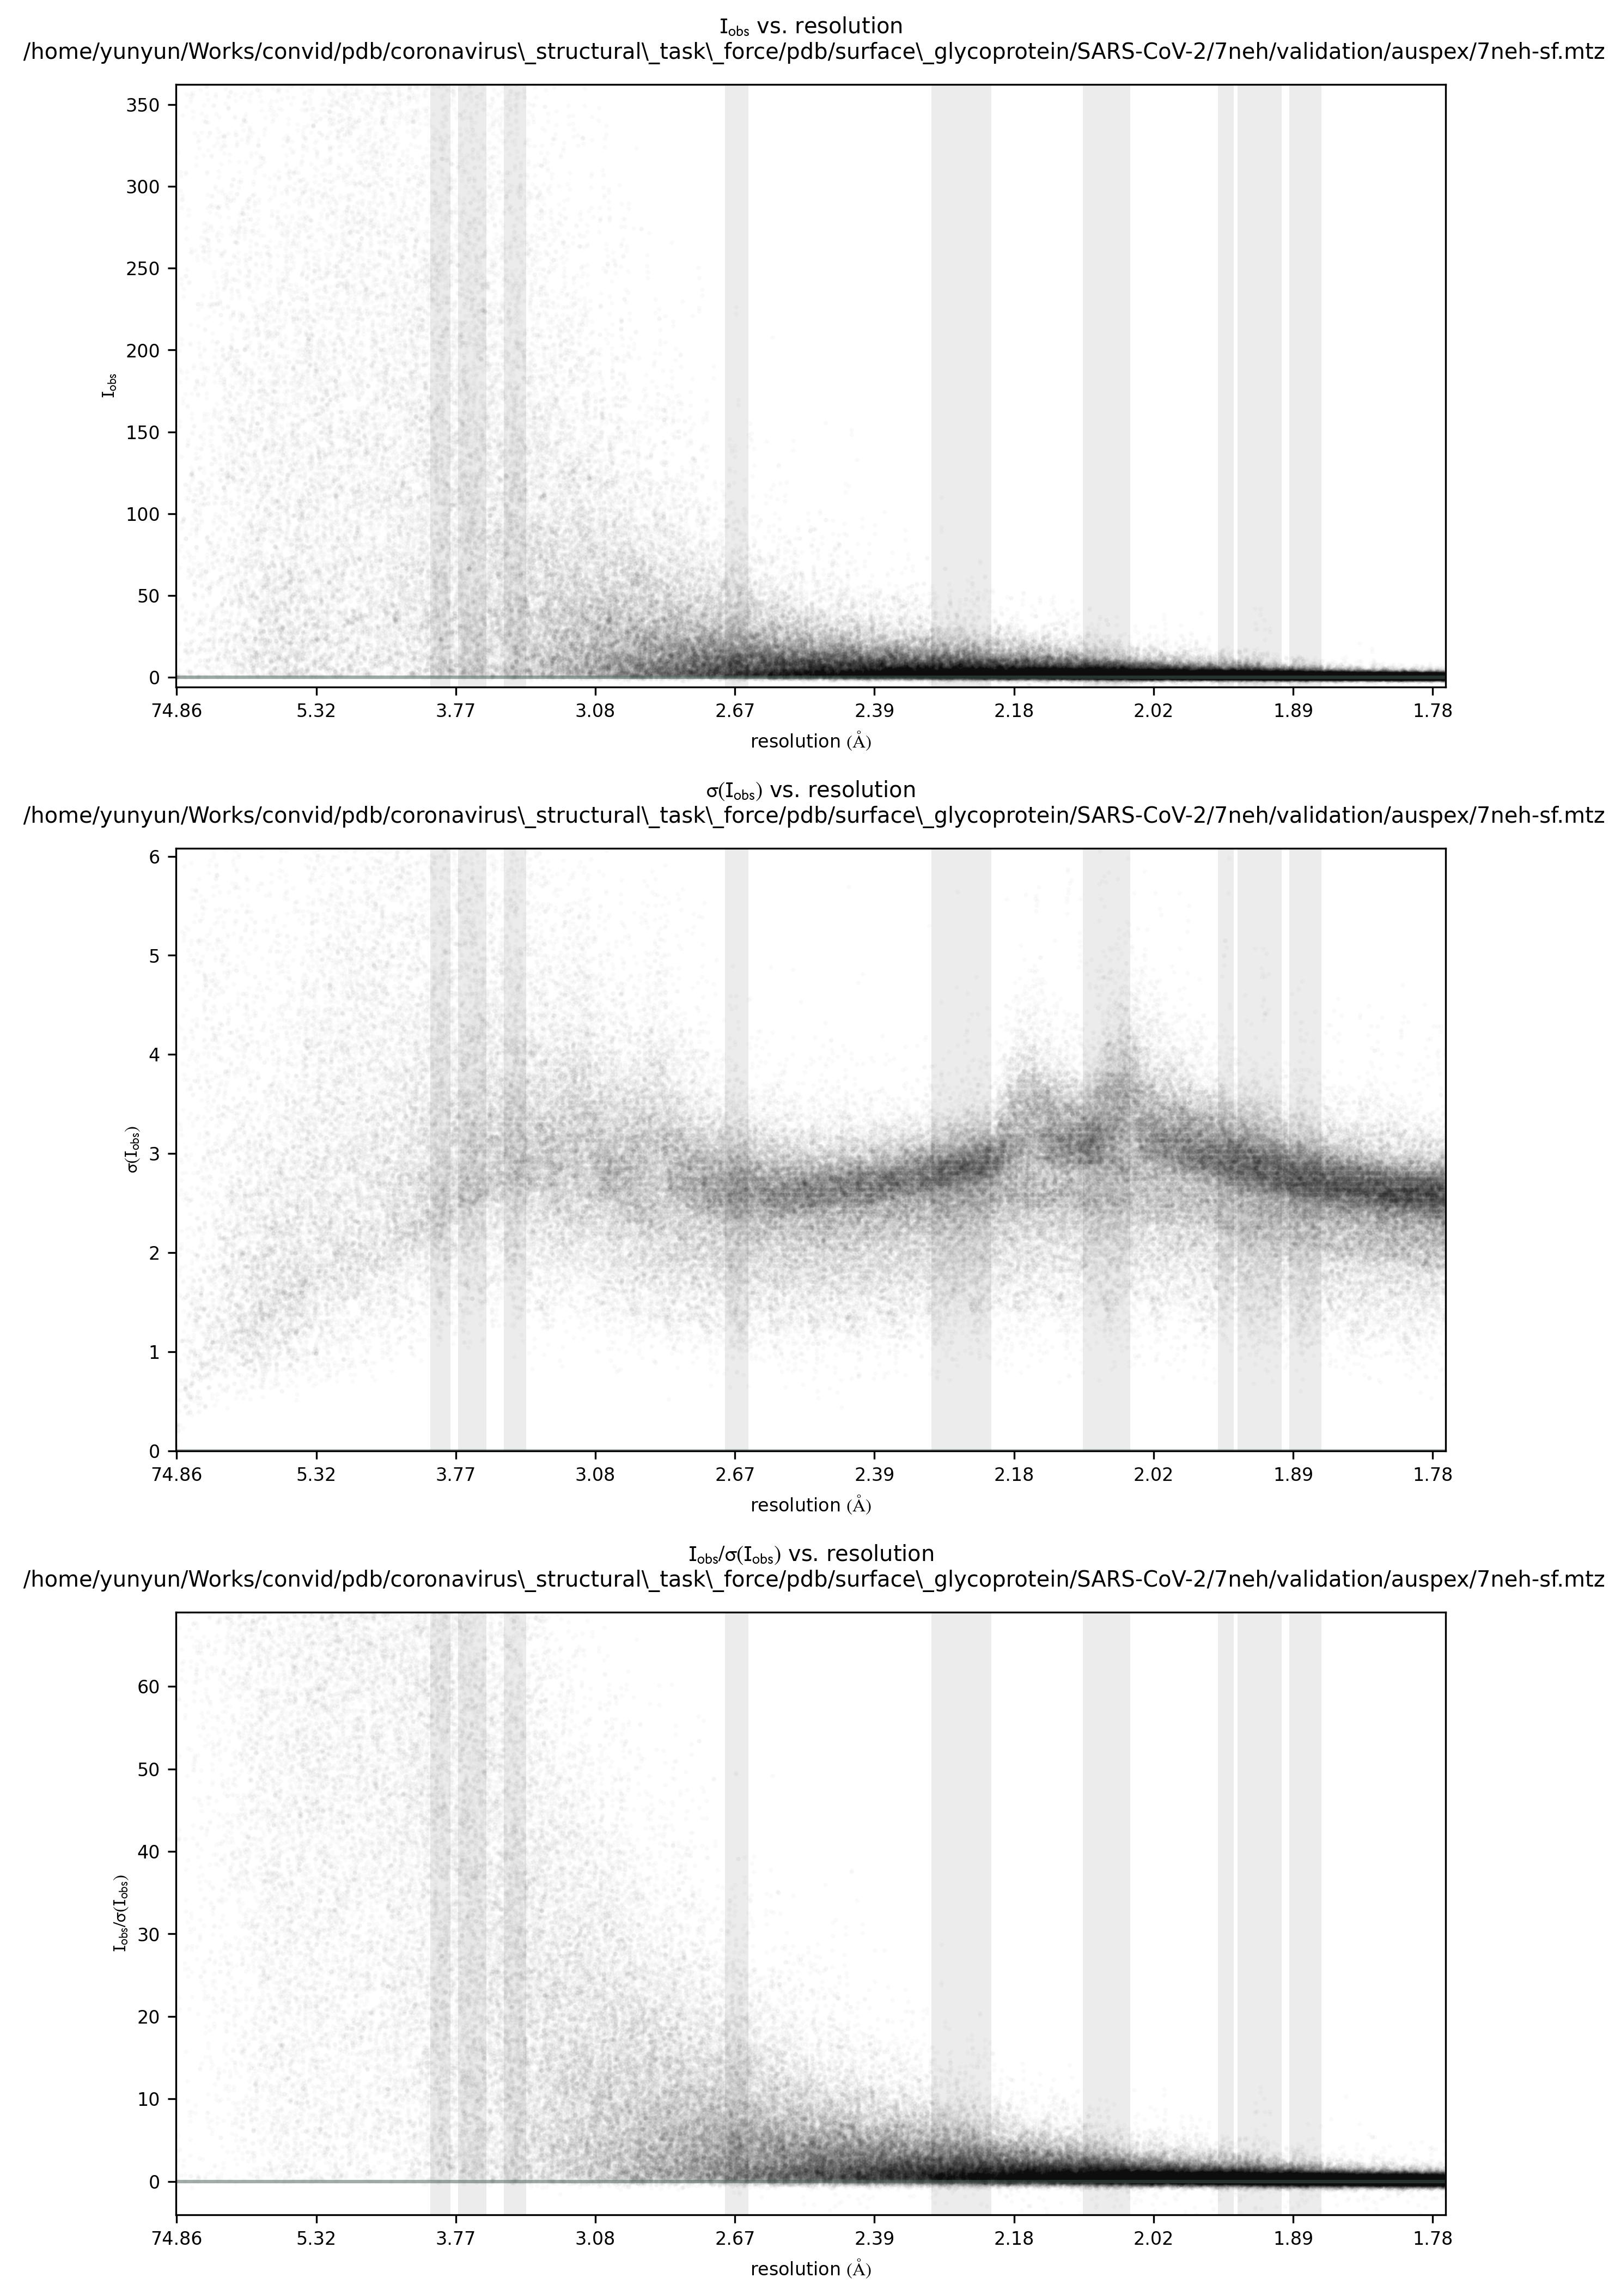 I_obs vs. resolution
/home/yunyun/Works/convid/pdb/coronavirus\_structural\_task\_force/pdb/surface\_glycoprotein/SARS-CoV-2/7neh/validation/auspex/7neh-sf.mtz
350
300
250
200
150
100
50
0
I_obs
74.86 5.32 3.77 3.08 2.67 2.39 2.18 2.02 1.89 1.78
resolution (Å)
σ(I_obs) vs. resolution
/home/yunyun/Works/convid/pdb/coronavirus\_structural\_task\_force/pdb/surface\_glycoprotein/SARS-CoV-2/7neh/validation/auspex/7neh-sf.mtz
6
5
4
3
2
1
0
σ(I_obs)
74.86 5.32 3.77 3.08 2.67 2.39 2.18 2.02 1.89 1.78
resolution (Å)
I_obs/σ(I_obs) vs. resolution
/home/yunyun/Works/convid/pdb/coronavirus\_structural\_task\_force/pdb/surface\_glycoprotein/SARS-CoV-2/7neh/validation/auspex/7neh-sf.mtz
60
50
40
30
20
10
0
I_obs/σ(I_obs)
74.86 5.32 3.77 3.08 2.67 2.39 2.18 2.02 1.89 1.78
resolution (Å)